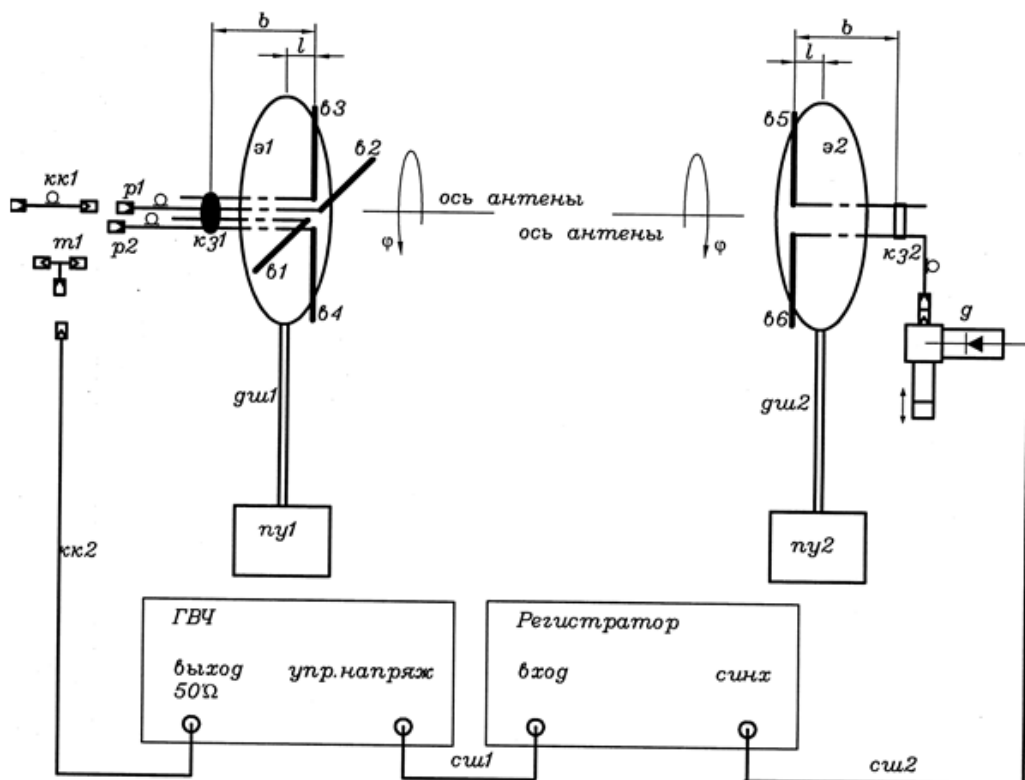 b
l
в3
э1
в2
кк1
р1
р2
кз1
т1
в1
в4
ось антены
φ
дш1
пу1
кк2
b
l
в5
э2
ось антены
φ
кз2
в6
д
дш2
пу2
ГВЧ
выход
50Ω
упр.напряж
сш1
Регистратор
вход
синх
сш2